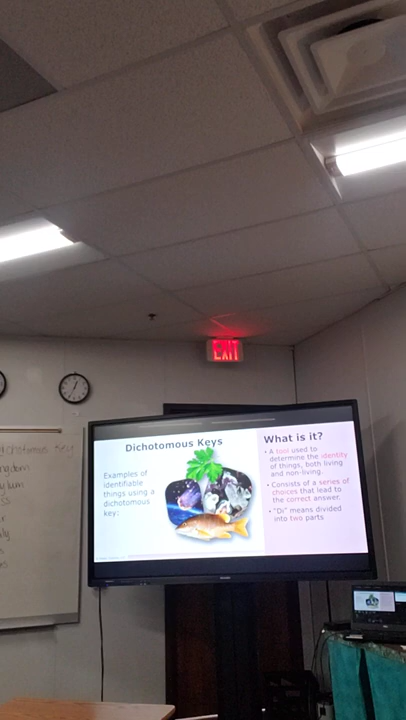 EXIT
Dichotomous Keys
Examples of
identifiable
things using a
dichotomous
key:
What is it?
• A tool used to
determine the identity
of things, both living
and non-living.
• Consists of a series of
choices that lead to
the correct answer.
• "Di" means divided
into two parts